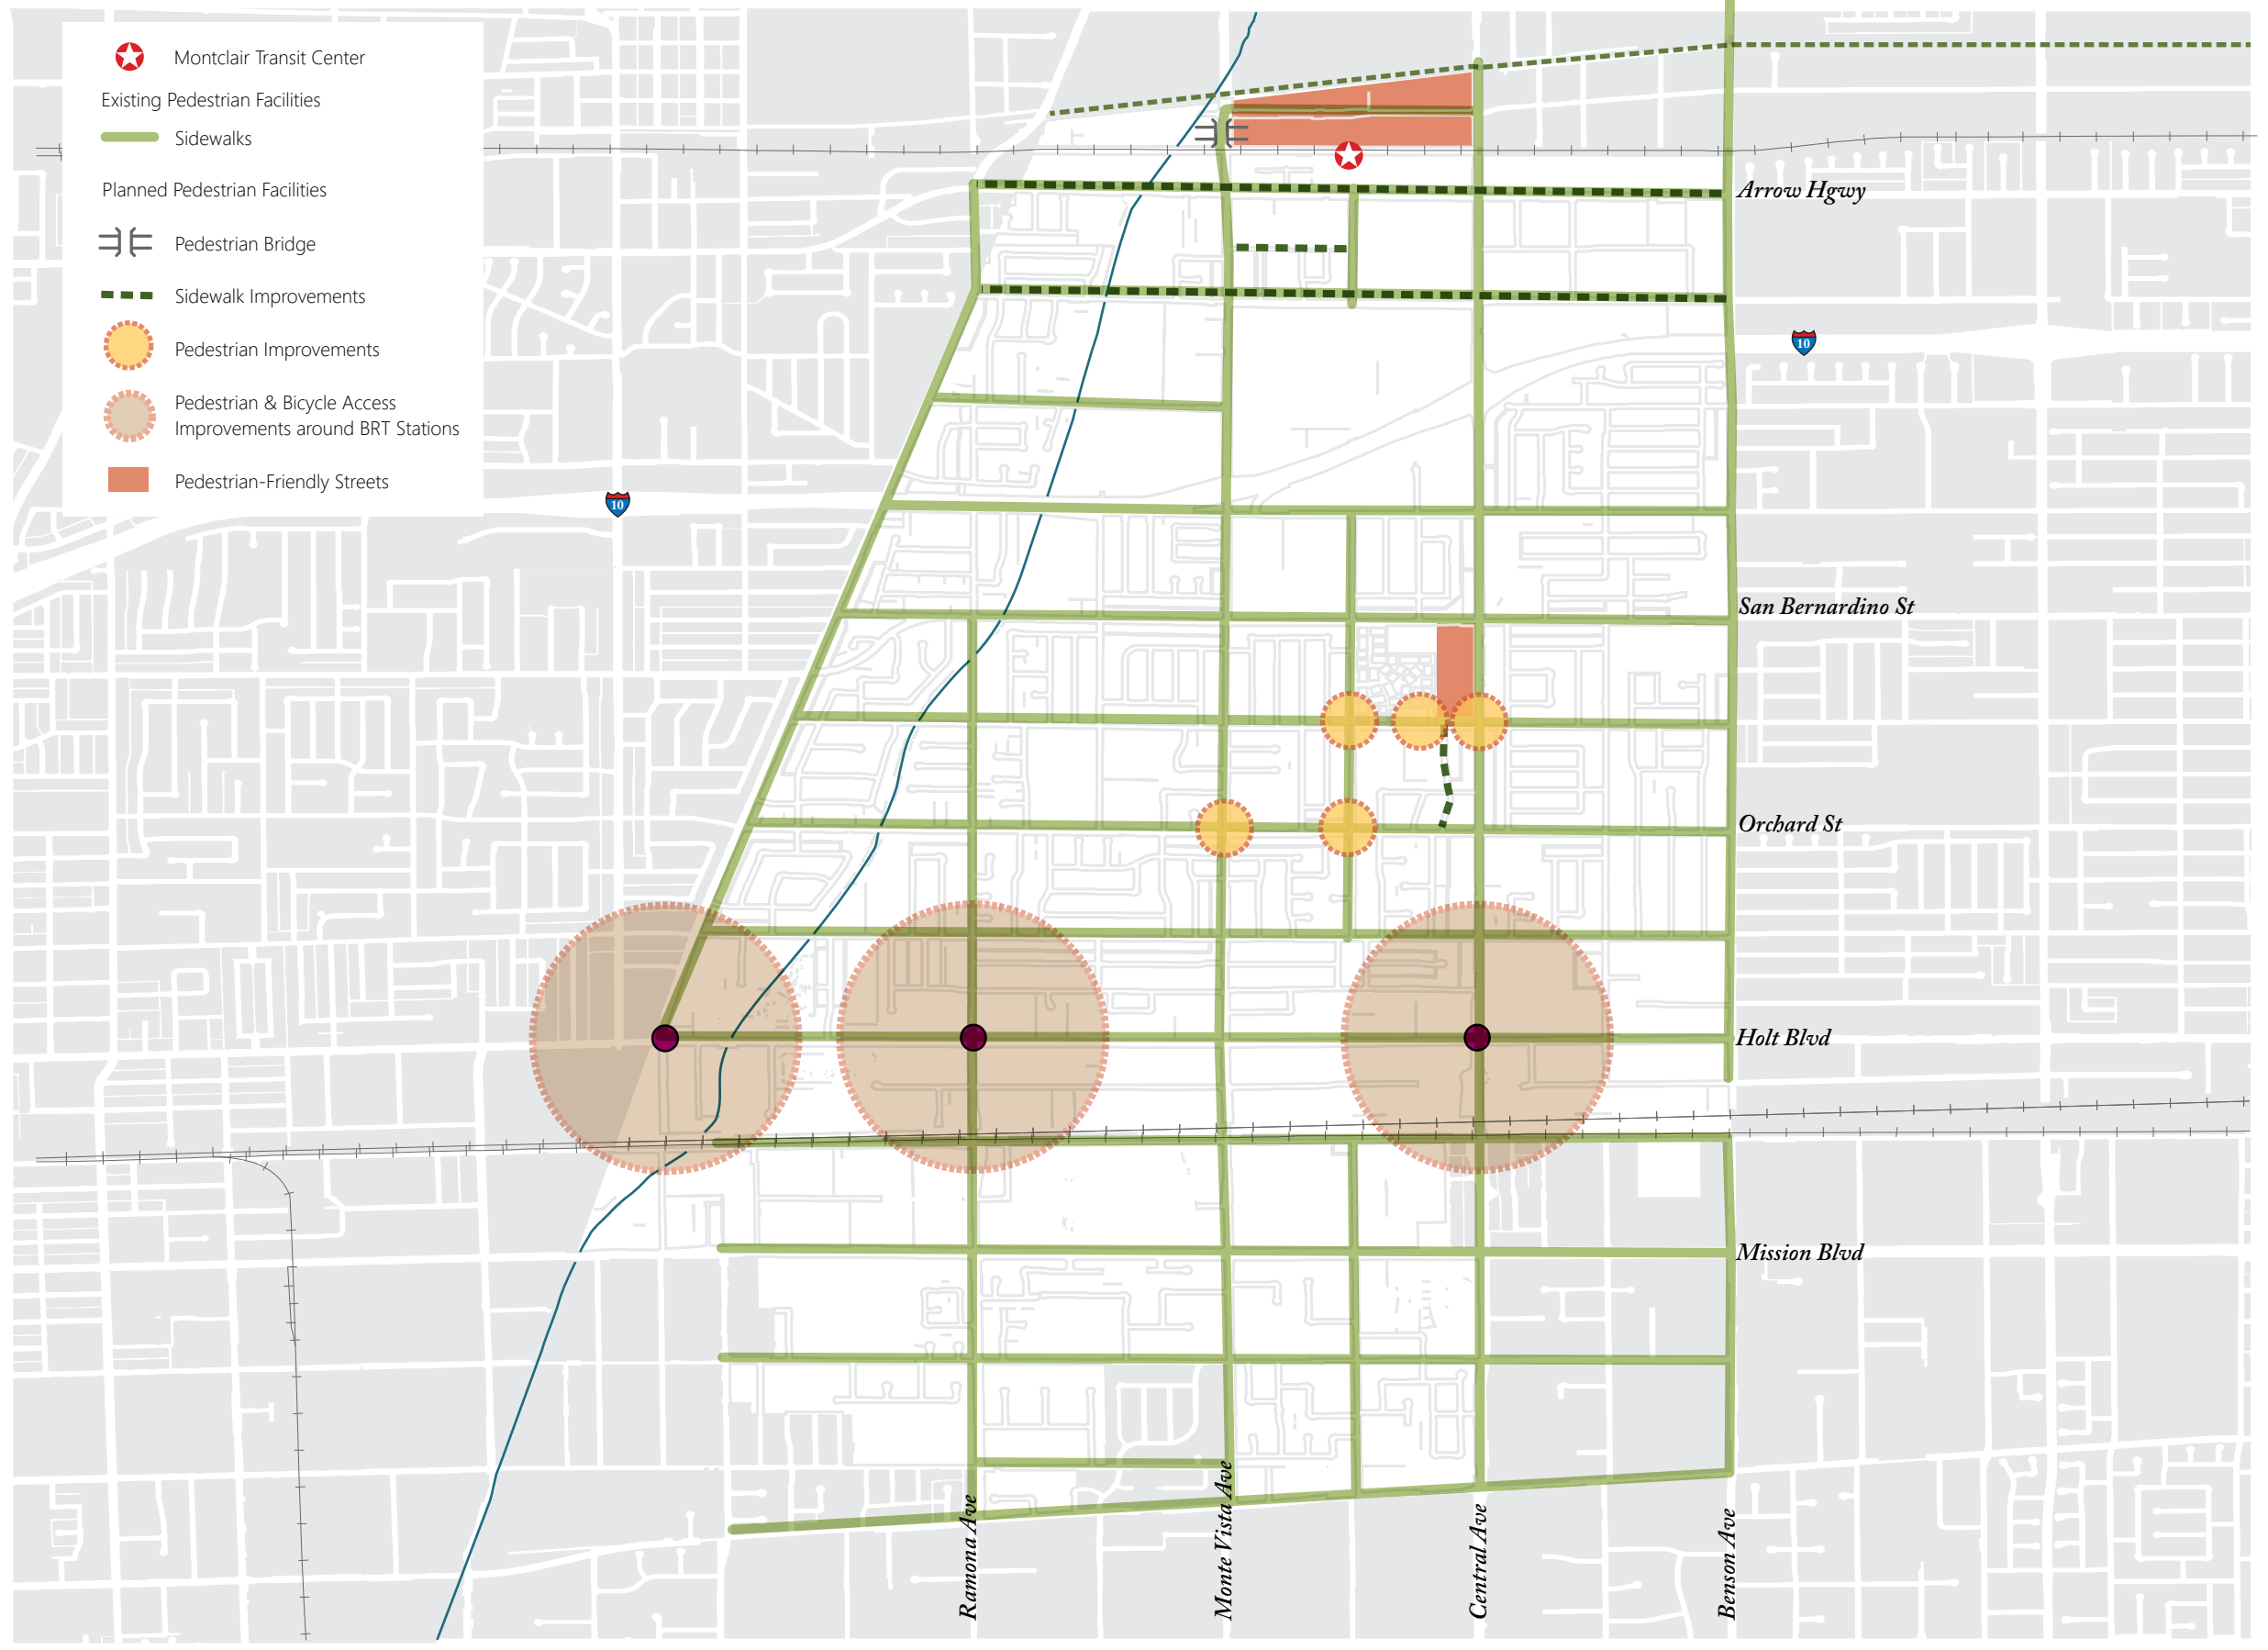 Montclair Transit Center
Existing Pedestrian Facilities
Sidewalks
Planned Pedestrian Facilities
Pedestrian Bridge
Sidewalk Improvements
Pedestrian Improvements
Pedestrian & Bicycle Access
Improvements around BRT Stations
Pedestrian-Friendly Streets
Arrow Hgwy
10
10
San Bernardino St
Orchard St
Holt Blvd
Mission Blvd
Ramona Ave
Monte Vista Ave
Central Ave
Benson Ave